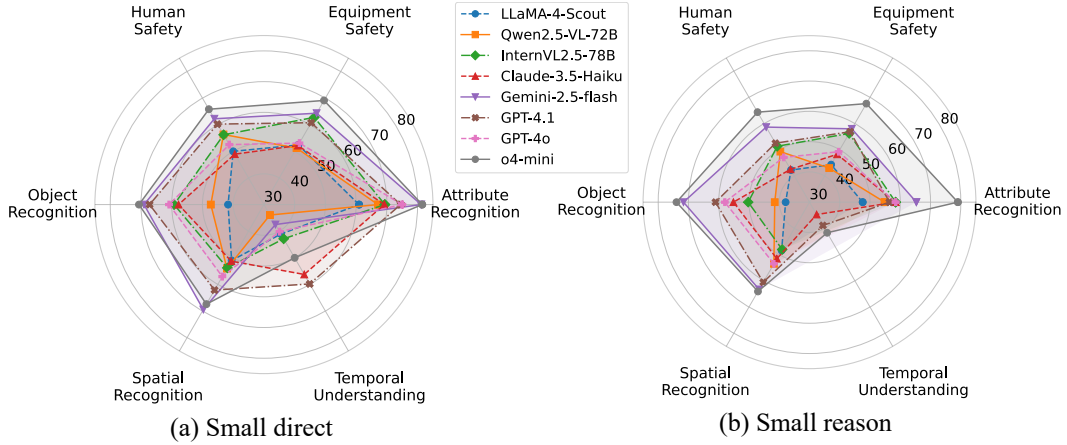 Human
Safety
Equipment
Safety
Object
Recognition
Attribute
Recognition
Spatial
Recognition
Temporal
Understanding
30
40
50
60
70
80
(a) Small direct
LLaMA-4-Scout
Qwen2.5-VL-72B
InternVL2.5-78B
Claude-3.5-Haiku
Gemini-2.5-flash
GPT-4.1
GPT-4o
o4-mini
Human
Safety
Equipment
Safety
Object
Recognition
Attribute
Recognition
Spatial
Recognition
Temporal
Understanding
30
40
50
60
70
80
(b) Small reason